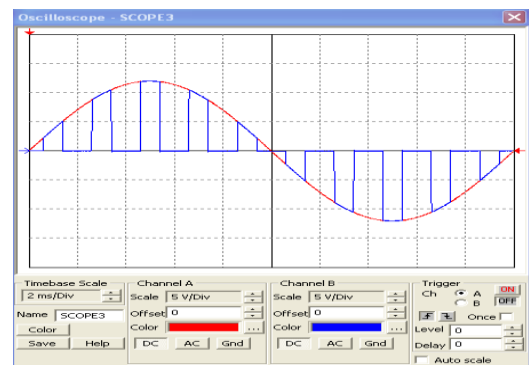 Oscilloscope - SCOPE3
Timebase Scale
2 ms/Div
Name SCOPE3
Color
Save Help
Channel A
Scale 5 V/Div
Offset 0
Color ...
DC AC Gnd
Channel B
Scale 5 V/Div
Offset 0
Color ...
DC AC Gnd
Trigger
Ch A ON
B OFF
Once
Level 0
Delay 0
Auto scale